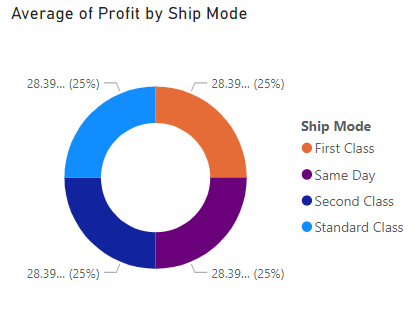 Average of Profit by Ship Mode
28.39... (25%) 28.39... (25%)
Ship Mode
First Class
Same Day
Second Class
Standard Class
28.39... (25%) 28.39... (25%)